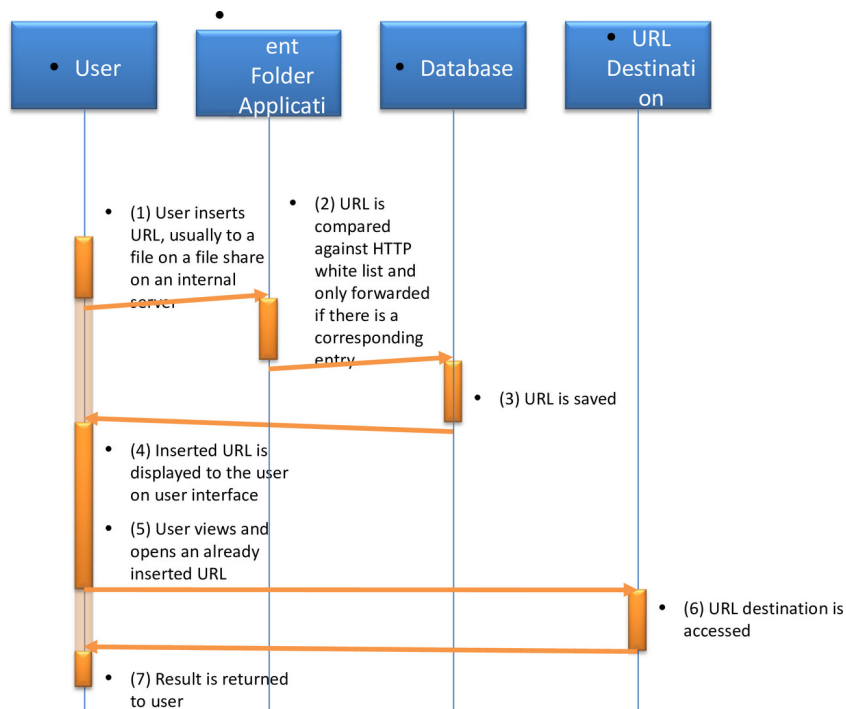 • User
•
ent
Folder
Applicati
• Database
• URL
Destinati
on
• (1) User inserts
URL, usually to a
file on a file share
on an internal
server
• (2) URL is
compared
against HTTP
white list and
only forwarded
if there is a
corresponding
entry
• (3) URL is saved
• (4) Inserted URL is
displayed to the user
on user interface
• (5) User views and
opens an already
inserted URL
• (6) URL destination is
accessed
• (7) Result is returned
to user